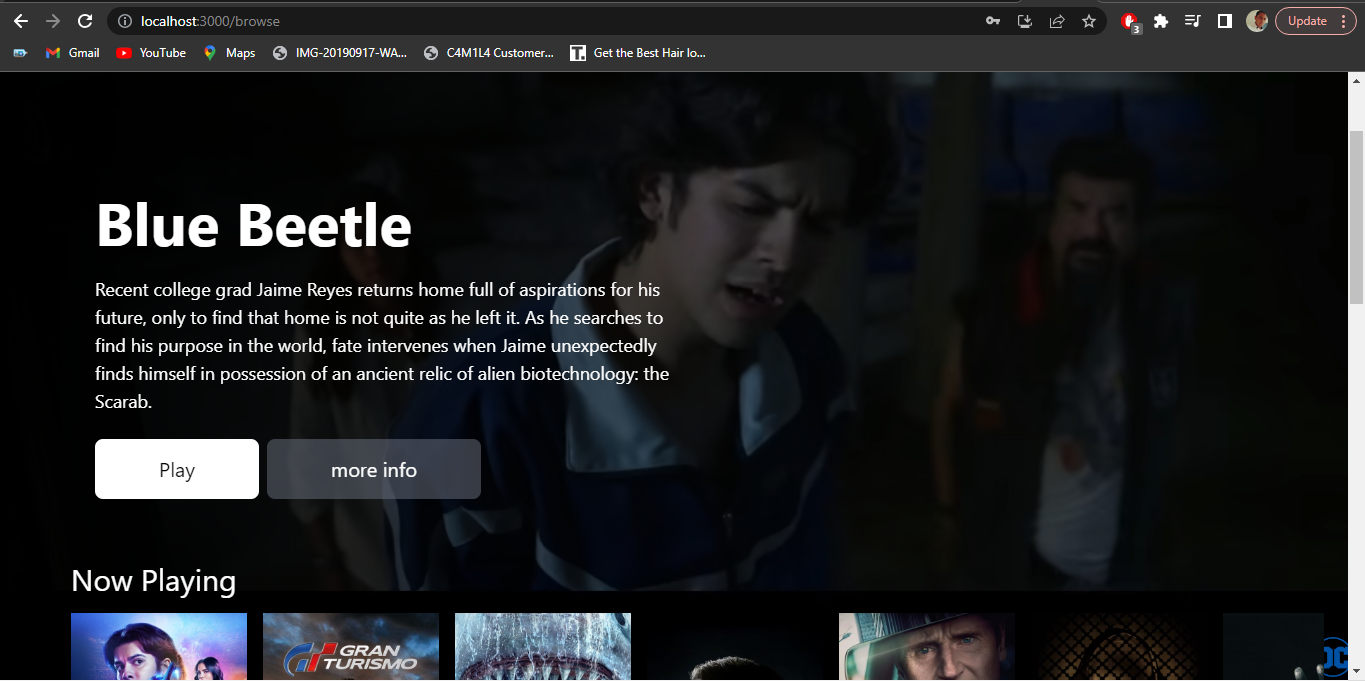 localhost:3000/browse
3
Update
Gmail
YouTube
Maps
IMG-20190917-WA...
C4M1L4 Customer...
T
Get the Best Hair lo...
Blue Beetle
Recent college grad Jaime Reyes returns home full of aspirations for his
future, only to find that home is not quite as he left it. As he searches to
find his purpose in the world, fate intervenes when Jaime unexpectedly
finds himself in possession of an ancient relic of alien biotechnology: the
Scarab.
Play
more info
Now Playing
GRAN
TURISMO
DC